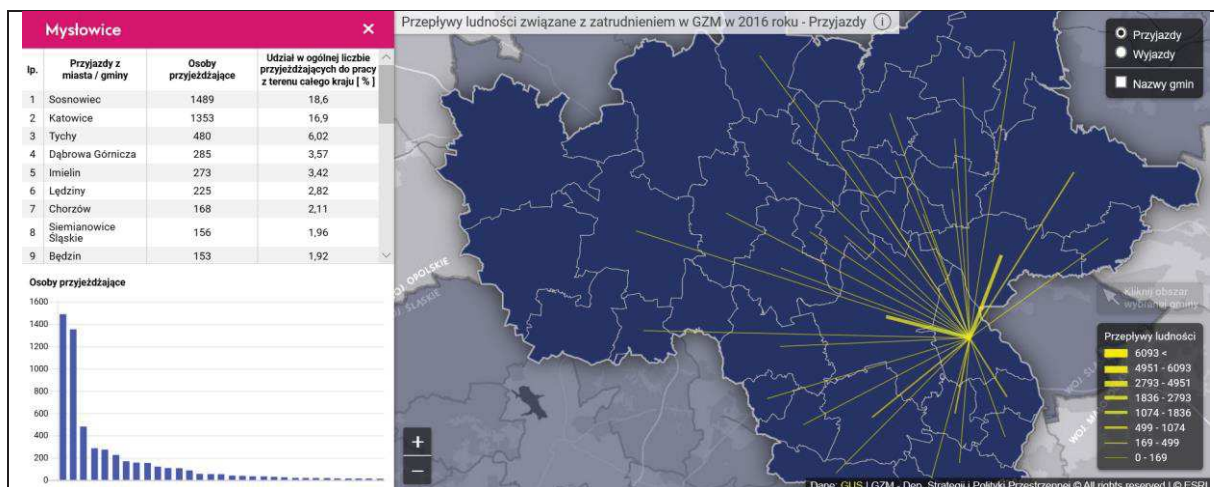 Mysłowice ×
Przepływy ludności związane z zatrudnieniem w GZM w 2016 roku - Przyjazdy i
Przyjazdy
Wyjazdy
Nazwy gmin
lp. Przyjazdy z miasta / gminy Osoby przyjeżdżające Udział w ogólnej liczbie przyjeżdżających do pracy z terenu całego kraju [ % ]
1 Sosnowiec 1489 18,6
2 Katowice 1353 16,9
3 Tychy 480 6,02
4 Dąbrowa Górnicza 285 3,57
5 Imielin 273 3,42
6 Lędziny 225 2,82
7 Chorzów 168 2,11
8 Siemianowice Śląskie 156 1,96
9 Będzin 153 1,92
Osoby przyjeżdżające
1600
1400
1200
1000
800
600
400
200
0
WOJ. OPOLSKIE
WOJ. ŚLĄSKIE
Kliknij obszar
wybranej gminy
Przepływy ludności
6093 <
4951 - 6093
2793 - 4951
1836 - 2793
1074 - 1836
499 - 1074
169 - 499
0 - 169
+
−
Dane: GUS | GZM - Dep. Strategii i Polityki Przestrzennej © All rights reserved | © ESRI